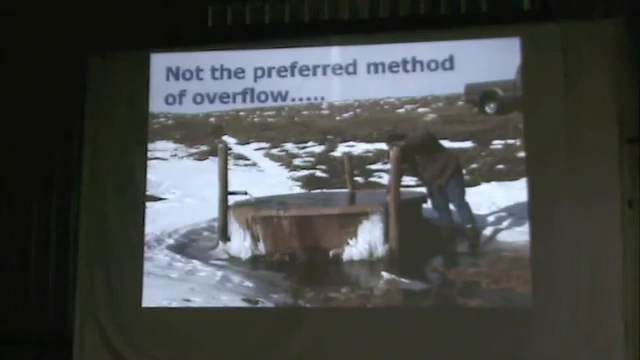 Not the preferred method
of overflow.....